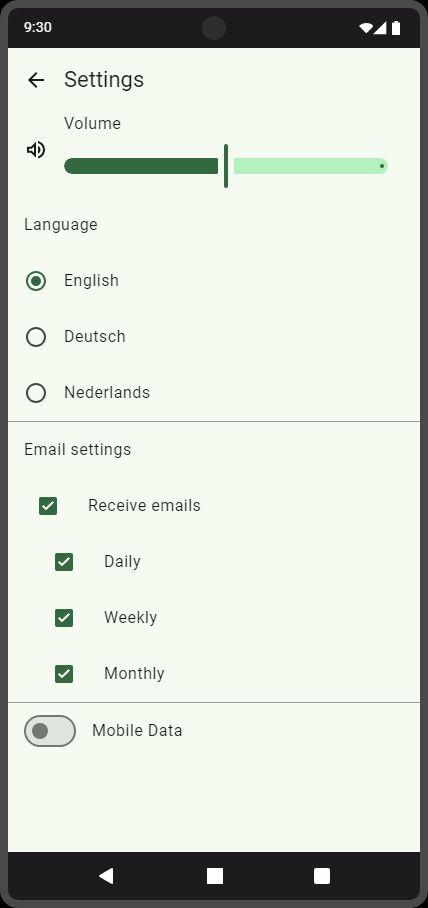 9:30
Settings
Volume
Language
English
Deutsch
Nederlands
Email settings
Receive emails
Daily
Weekly
Monthly
Mobile Data